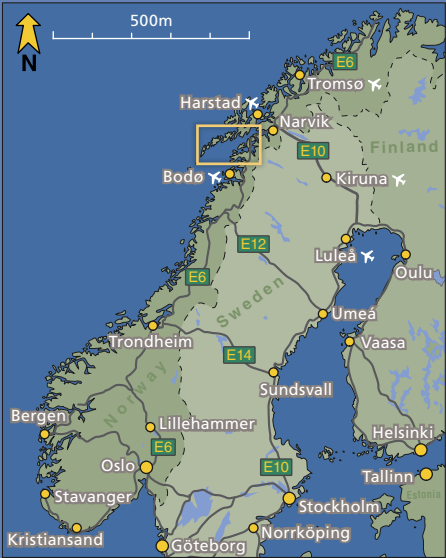 500m
N
E6
Tromsø
Harstad
Narvik
E10
Finland
Bodø
Kiruna
E12
Luleå
Oulu
E6
Sweden
Umeå
Trondheim
E14
Vaasa
Norway
Sundsvall
Bergen
Lillehammer
E6
Helsinki
Oslo
E10
Tallinn
Stavanger
Estonia
Stockholm
Kristiansand
Norrköping
Göteborg